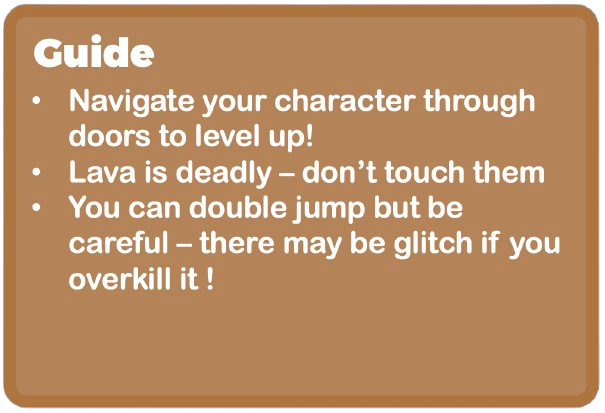 Guide
• Navigate your character through
doors to level up!
• Lava is deadly – don’t touch them
• You can double jump but be
careful – there may be glitch if you
overkill it !